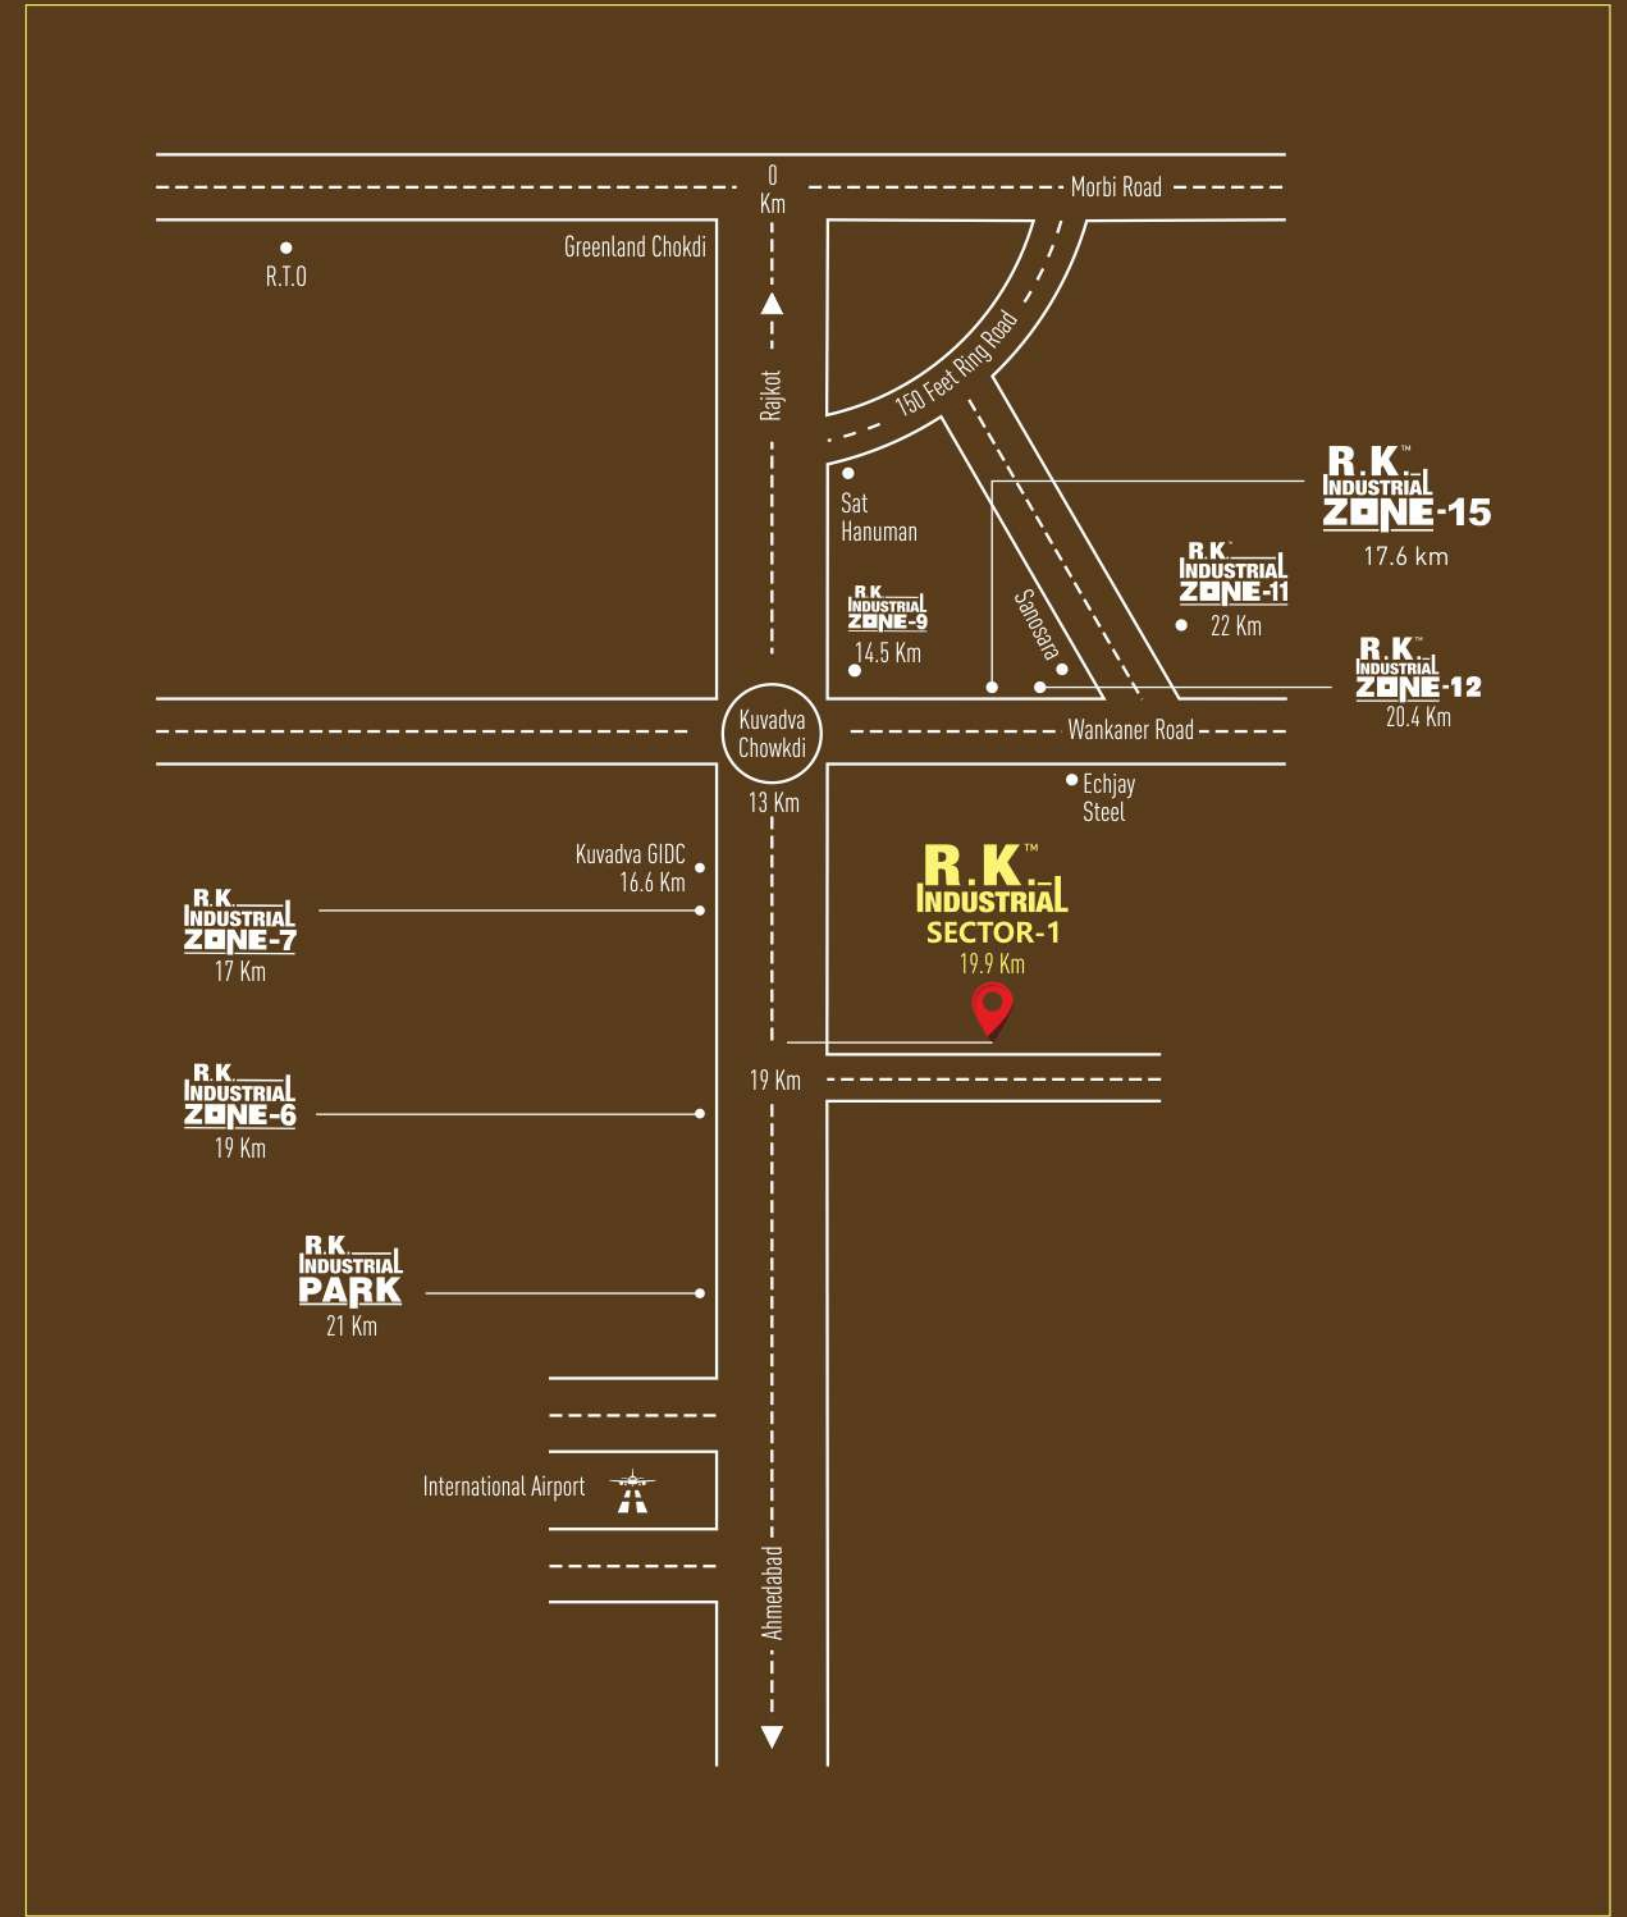 0
Km
Morbi Road
Greenland Chokdi
R.T.O
Rajkot
150 Feet Ring Road
Sat
Hanuman
R.K.™
INDUSTRIAL
ZONE-15
17.6 km
R.K.
INDUSTRIAL
ZONE-11
22 Km
R.K.
INDUSTRIAL
ZONE-9
14.5 Km
Sanosara
R.K.™
INDUSTRIAL
ZONE-12
20.4 Km
Kuvadva
Chowkdi
Wankaner Road
13 Km
Echjay
Steel
Kuvadva GIDC
16.6 Km
R.K.
INDUSTRIAL
ZONE-7
17 Km
R.K.™
INDUSTRIAL
SECTOR-1
19.9 Km
19 Km
R.K.
INDUSTRIAL
ZONE-6
19 Km
R.K.
INDUSTRIAL
PARK
21 Km
International Airport
Ahmedabad